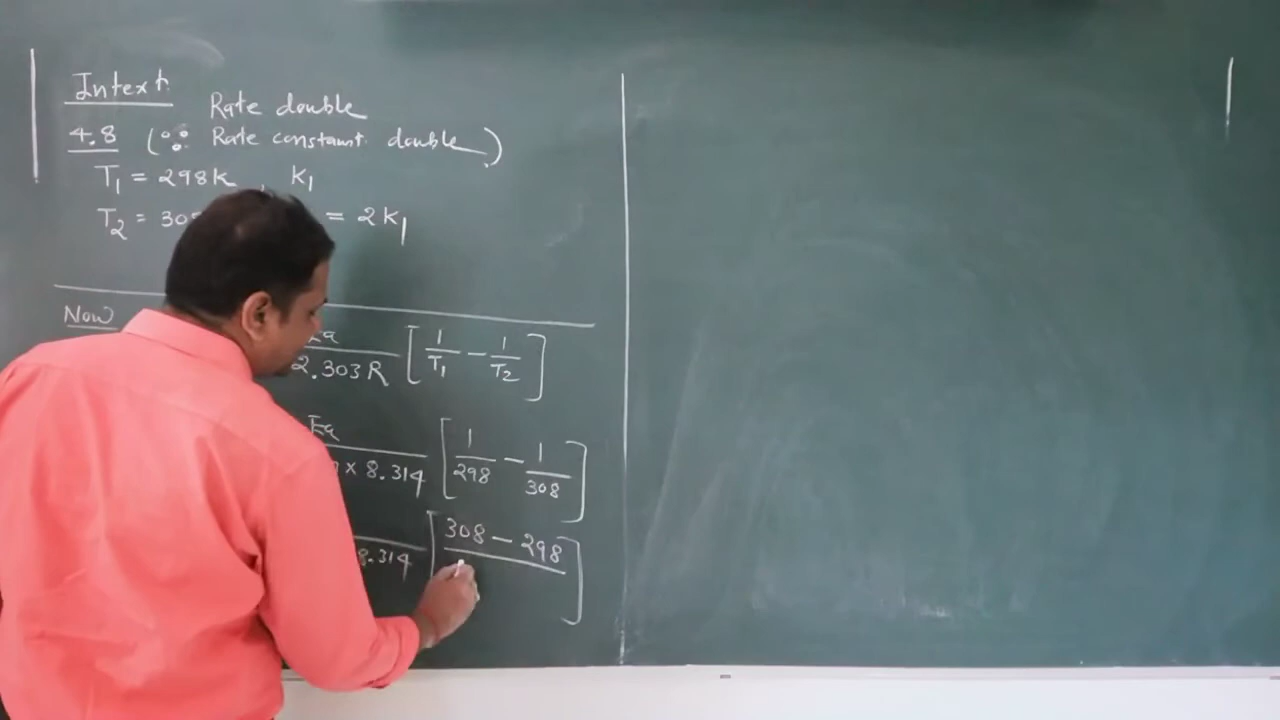 Intext
Rate double
4.8 (∵ Rate constant double)
T₁ = 298K, K₁
T₂ = 30 = 2K₁
Now
Ea
2.303R [1/T₁ - 1/T₂]
Ea
× 8.314 [1/298 - 1/308]
8.314 [308 - 298